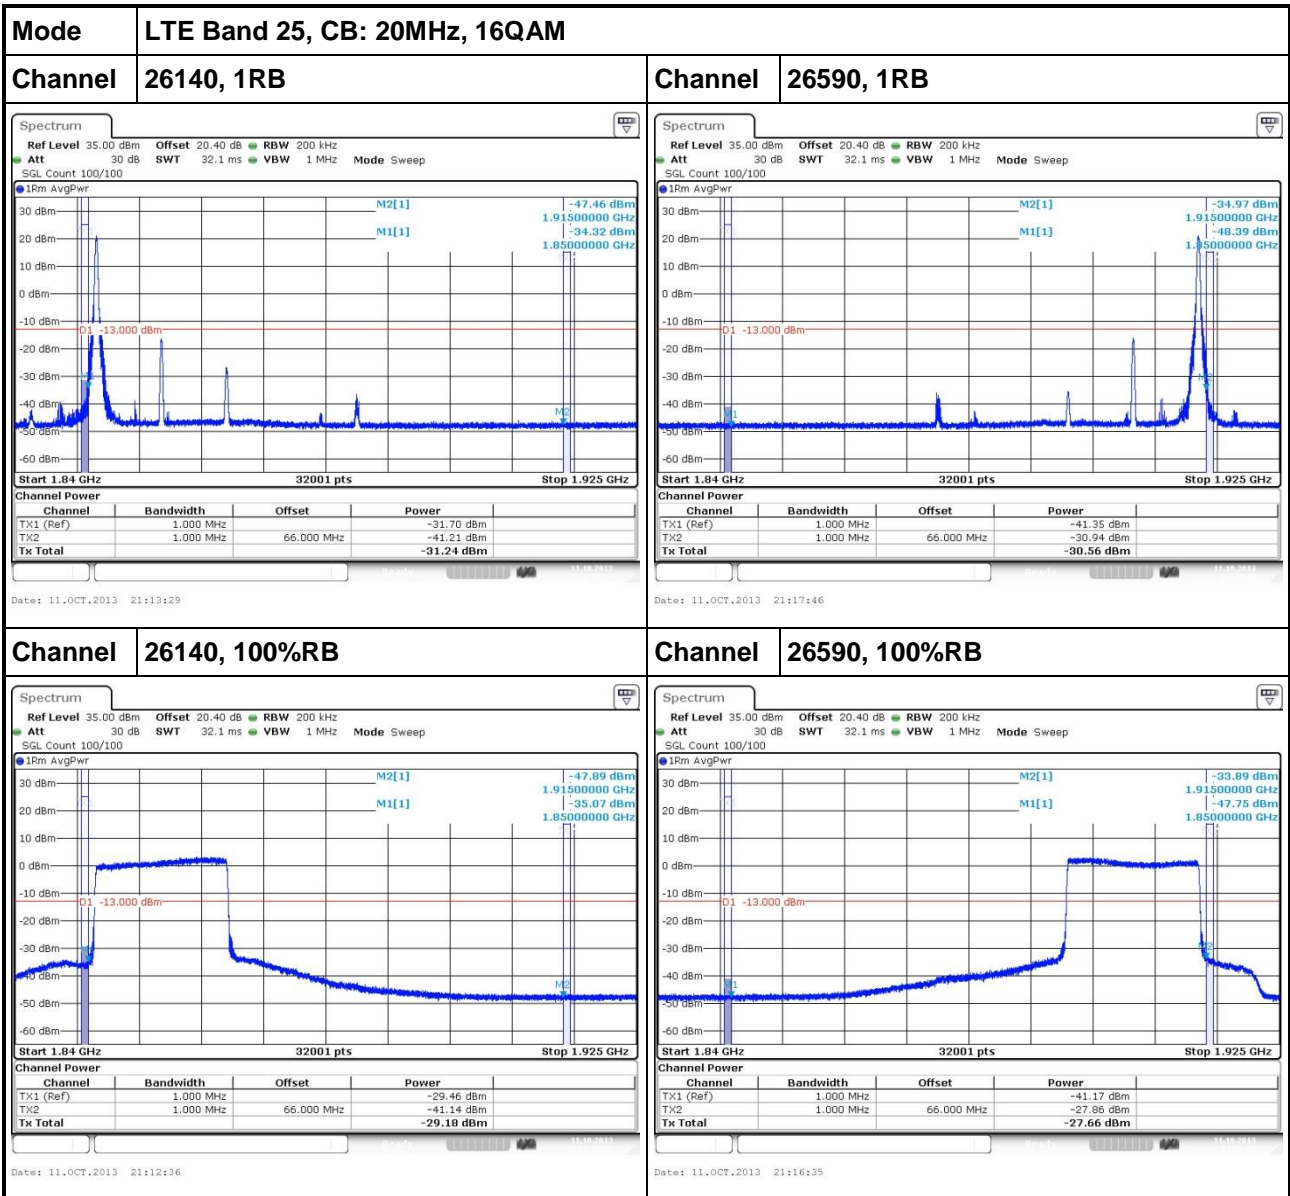 Mode LTE Band 25, CB: 20MHz, 16QAM
Channel 26140, 1RB
Channel 26590, 1RB
Spectrum
Ref Level 35.00 dBm Offset 20.40 dB RBW 200 kHz
Att 30 dB SWT 32.1 ms VBW 1 MHz Mode Sweep
SGL Count 100/100
1Rm AvgPwr
M2[1] -47.46 dBm
1.91500000 GHz
M1[1] -34.32 dBm
1.85000000 GHz
30 dBm
20 dBm
10 dBm
0 dBm
-10 dBm
D1 -13.000 dBm
-20 dBm
-30 dBm
-40 dBm
M2
-50 dBm
-60 dBm
Start 1.84 GHz 32001 pts Stop 1.925 GHz
Channel Power
Channel Bandwidth Offset Power
TX1 (Ref) 1.000 MHz -31.70 dBm
TX2 1.000 MHz 66.000 MHz -41.21 dBm
Tx Total -31.24 dBm
Date: 11.OCT.2013 21:13:29
Spectrum
Ref Level 35.00 dBm Offset 20.40 dB RBW 200 kHz
Att 30 dB SWT 32.1 ms VBW 1 MHz Mode Sweep
SGL Count 100/100
1Rm AvgPwr
M2[1] -34.97 dBm
1.91500000 GHz
M1[1] -48.39 dBm
1.85000000 GHz
30 dBm
20 dBm
10 dBm
0 dBm
-10 dBm
D1 -13.000 dBm
-20 dBm
-30 dBm
M2
-40 dBm
M1
-50 dBm
-60 dBm
Start 1.84 GHz 32001 pts Stop 1.925 GHz
Channel Power
Channel Bandwidth Offset Power
TX1 (Ref) 1.000 MHz -41.35 dBm
TX2 1.000 MHz 66.000 MHz -30.94 dBm
Tx Total -30.56 dBm
Date: 11.OCT.2013 21:17:46
Channel 26140, 100%RB
Channel 26590, 100%RB
Spectrum
Ref Level 35.00 dBm Offset 20.40 dB RBW 200 kHz
Att 30 dB SWT 32.1 ms VBW 1 MHz Mode Sweep
SGL Count 100/100
1Rm AvgPwr
M2[1] -47.89 dBm
1.91500000 GHz
M1[1] -35.07 dBm
1.85000000 GHz
30 dBm
20 dBm
10 dBm
0 dBm
-10 dBm
D1 -13.000 dBm
-20 dBm
-30 dBm
-40 dBm
M2
-50 dBm
-60 dBm
Start 1.84 GHz 32001 pts Stop 1.925 GHz
Channel Power
Channel Bandwidth Offset Power
TX1 (Ref) 1.000 MHz -29.46 dBm
TX2 1.000 MHz 66.000 MHz -41.14 dBm
Tx Total -29.18 dBm
Date: 11.OCT.2013 21:12:36
Spectrum
Ref Level 35.00 dBm Offset 20.40 dB RBW 200 kHz
Att 30 dB SWT 32.1 ms VBW 1 MHz Mode Sweep
SGL Count 100/100
1Rm AvgPwr
M2[1] -33.89 dBm
1.91500000 GHz
M1[1] -47.75 dBm
1.85000000 GHz
30 dBm
20 dBm
10 dBm
0 dBm
-10 dBm
D1 -13.000 dBm
-20 dBm
-30 dBm
M2
-40 dBm
M1
-50 dBm
-60 dBm
Start 1.84 GHz 32001 pts Stop 1.925 GHz
Channel Power
Channel Bandwidth Offset Power
TX1 (Ref) 1.000 MHz -41.17 dBm
TX2 1.000 MHz 66.000 MHz -27.86 dBm
Tx Total -27.66 dBm
Date: 11.OCT.2013 21:16:35